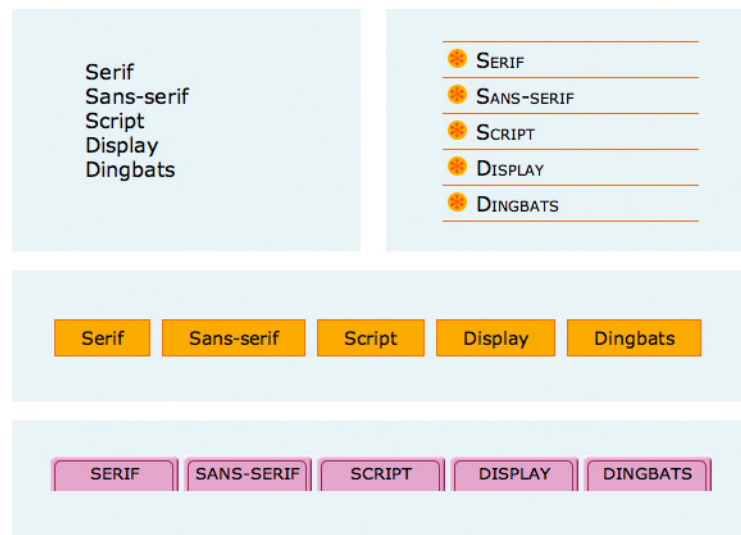 Serif
Sans-serif
Script
Display
Dingbats
Serif
Sans-serif
Script
Display
Dingbats
Serif Sans-serif Script Display Dingbats
SERIF SANS-SERIF SCRIPT DISPLAY DINGBATS